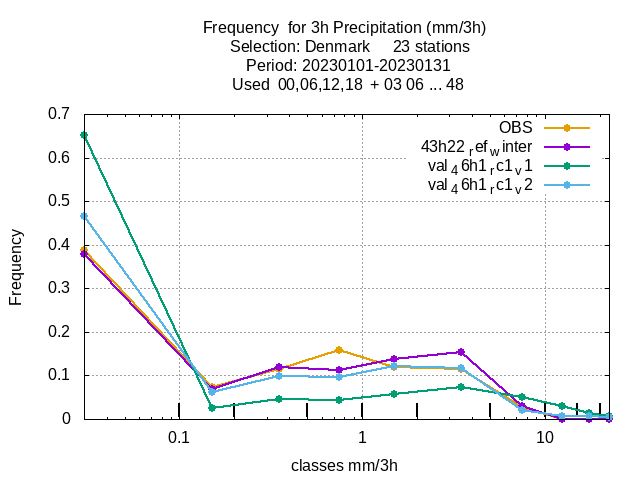 Frequency  for 3h Precipitation (mm/3h)
Selection: Denmark     23 stations
Period: 20230101-20230131
Used  00,06,12,18  + 03 06 ... 48
OBS
43h22_ref_winter
val_46h1_rc1_v1
val_46h1_rc1_v2
0.7
0.6
0.5
0.4
0.3
0.2
0.1
0
Frequency
0.1 1 10
classes mm/3h